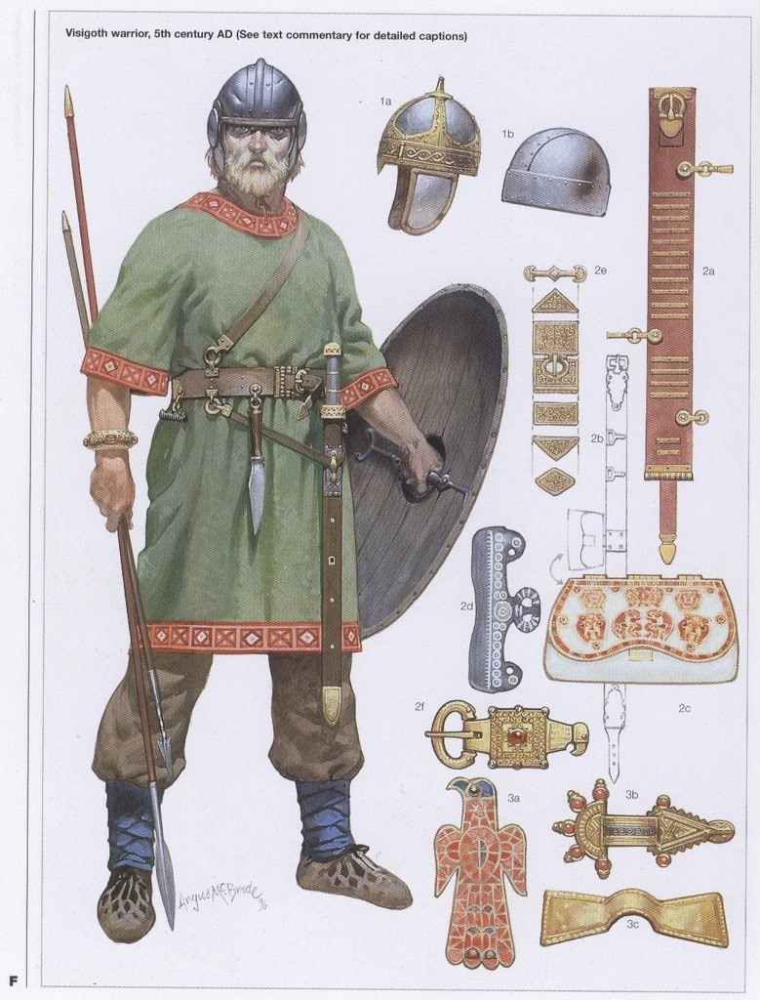 Visigoth warrior, 5th century AD (See text commentary for detailed captions)
1a
1b
2a
2e
2b
2d
2c
2f
3a
3b
3c
Angus McBride
96
F